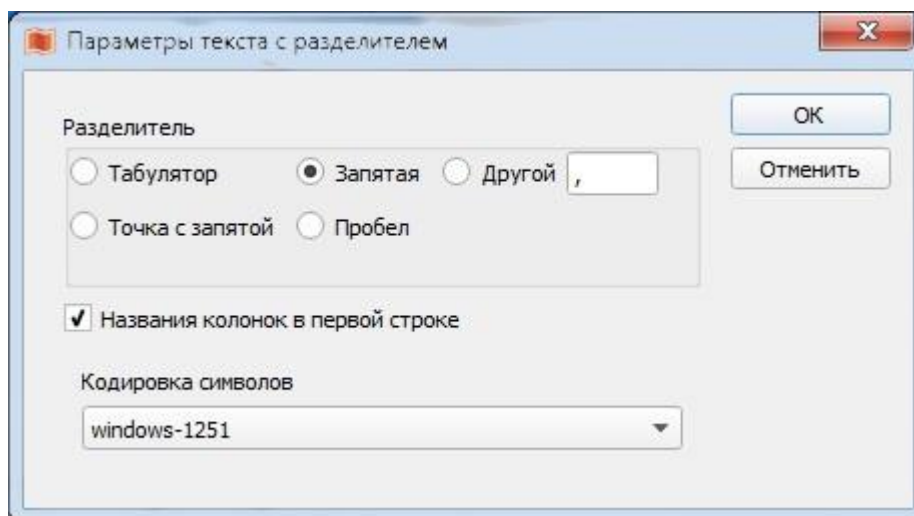 Параметры текста с разделителем
Разделитель
Табулятор Запятая Другой ,
Точка с запятой Пробел
Названия колонок в первой строке
Кодировка символов
windows-1251
ОК
Отменить